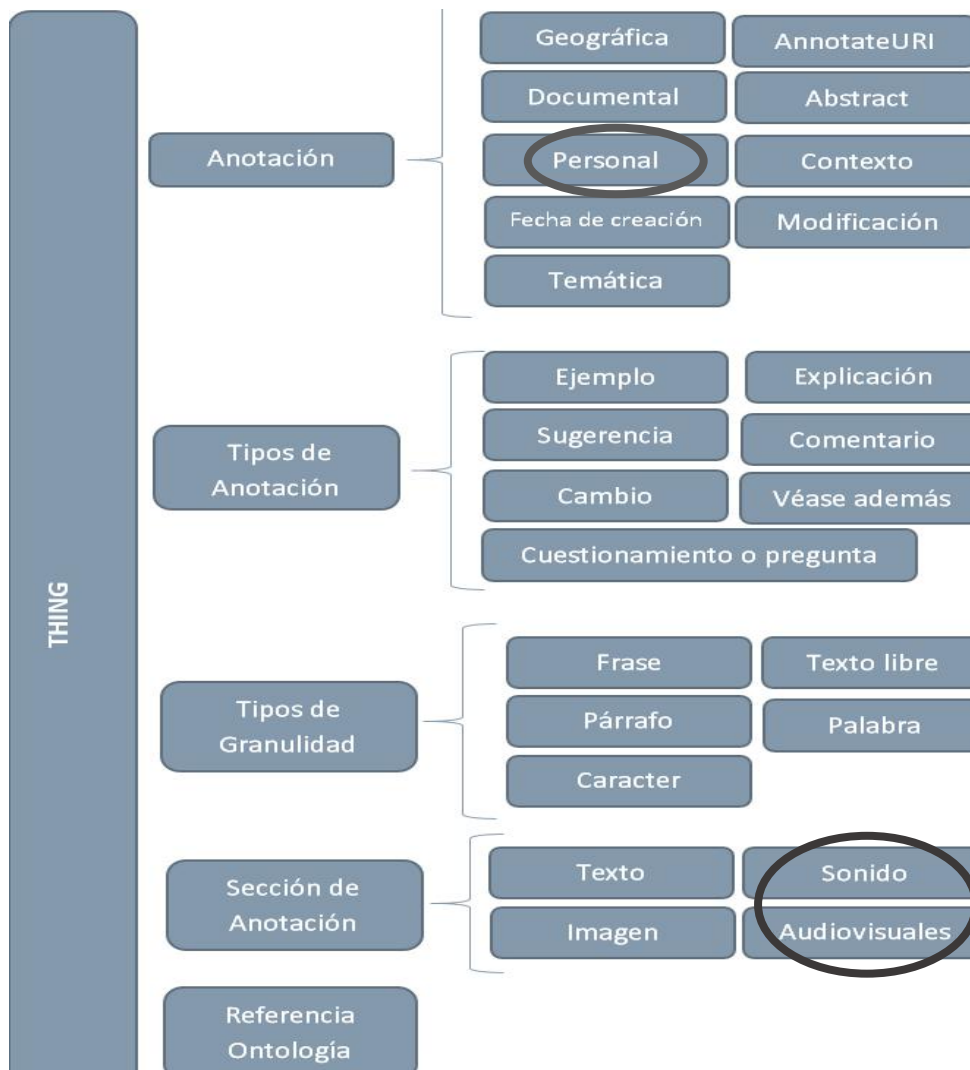 THING
Anotación
Geográfica
AnnotateURI
Documental
Abstract
Personal
Contexto
Fecha de creación
Modificación
Temática
Tipos de
Anotación
Ejemplo
Explicación
Sugerencia
Comentario
Cambio
Véase además
Cuestionamiento o pregunta
Tipos de
Granulidad
Frase
Texto libre
Párrafo
Palabra
Caracter
Sección de
Anotación
Texto
Sonido
Imagen
Audiovisuales
Referencia
Ontología